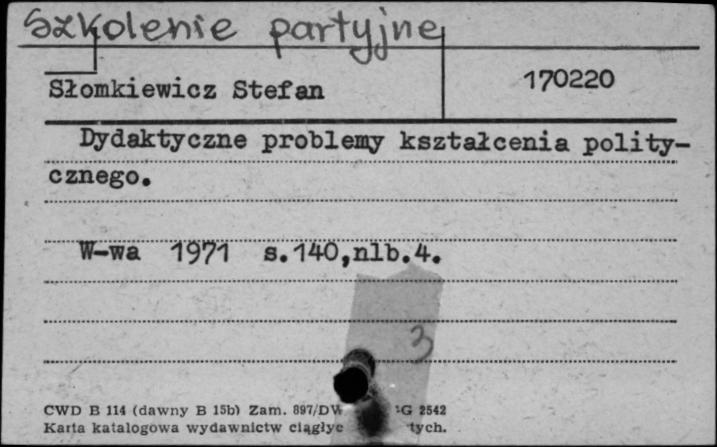 Szkolenie partyjne
Słomkiewicz Stefan
170220
Dydaktyczne problemy kształcenia polity-
cznego.
W-wa 1971 s.140,nlb.4.
3
CWD B 114 (dawny B 15b) Zam. 897/DW G 2542
Karta katalogowa wydawnictw